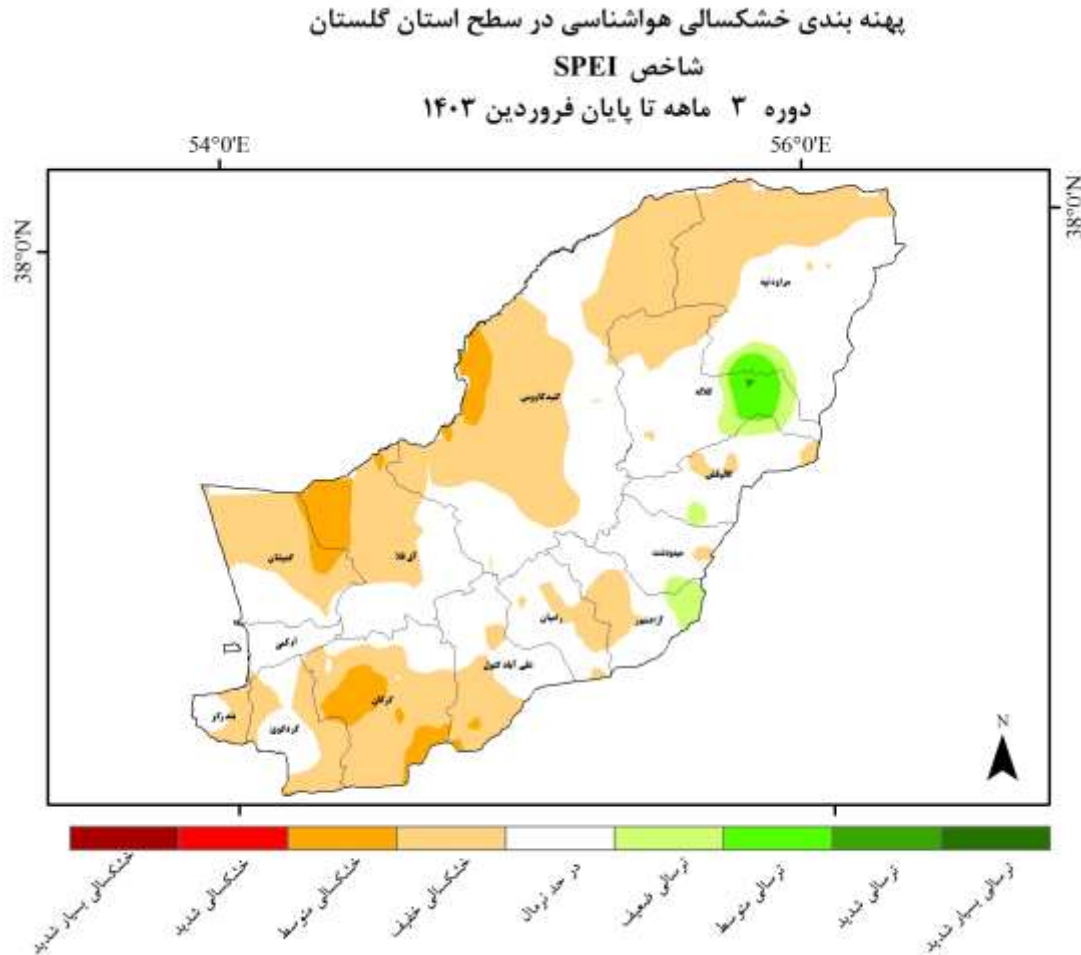 پهنه بندی خشکسالی هواشناسی در سطح استان گلستان
شاخص SPEI
دوره ۳ ماهه تا پایان فروردین ۱۴۰۳
54°0'E
56°0'E
38°0'N
38°0'N
مراوه‌تپه
کلاله
گنبدکاووس
گالیکش
مینودشت
گمیشان
آق قلا
رامیان
آزادشهر
ترکمن
علی آباد کتول
گرگان
بندرگز
کردکوی
N
خشکسالی بسیار شدید
خشکسالی شدید
خشکسالی متوسط
خشکسالی خفیف
در حد نرمال
ترسالی ضعیف
ترسالی متوسط
ترسالی شدید
ترسالی بسیار شدید